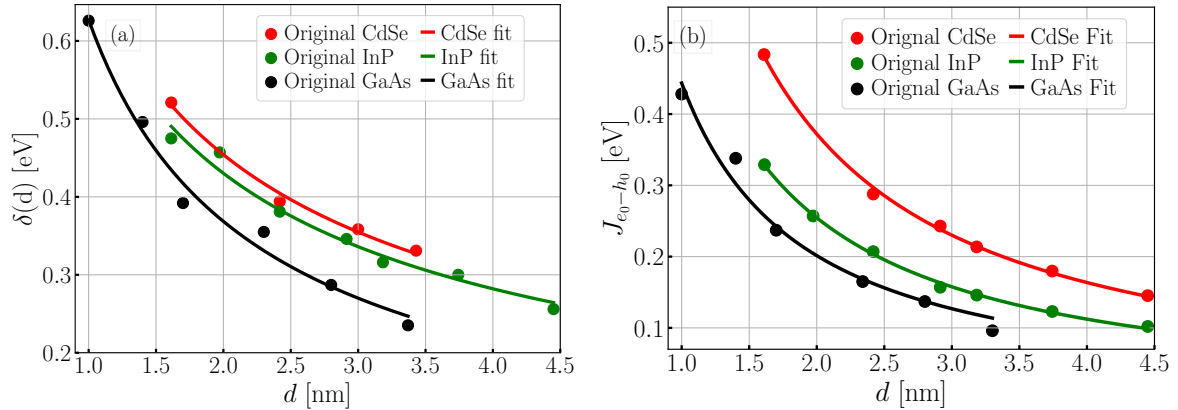 (a)
Original CdSe
CdSe fit
Original InP
InP fit
Original GaAs
GaAs fit
δ(d) [eV]
0.6
0.5
0.4
0.3
0.2
1.0 1.5 2.0 2.5 3.0 3.5 4.0 4.5
d [nm]
(b)
Orignal CdSe
CdSe Fit
Orignal InP
InP Fit
Orignal GaAs
GaAs Fit
J_{e_0−h_0} [eV]
0.5
0.4
0.3
0.2
0.1
1.0 1.5 2.0 2.5 3.0 3.5 4.0 4.5
d [nm]